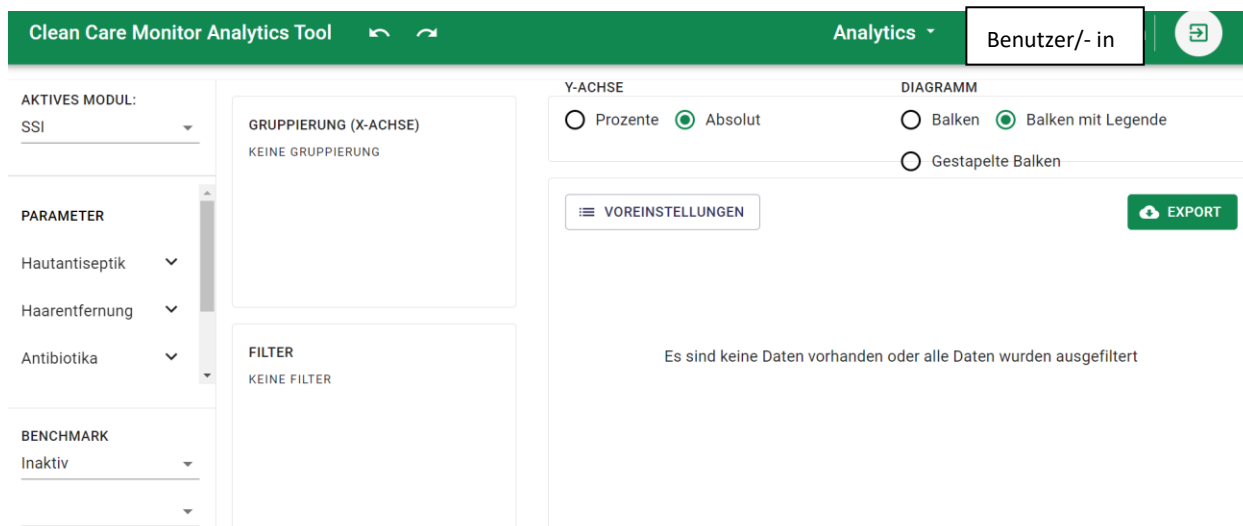 Clean Care Monitor Analytics Tool
Analytics
Benutzer/- in
AKTIVES MODUL:
SSI
PARAMETER
Hautantiseptik
Haarentfernung
Antibiotika
BENCHMARK
Inaktiv
GRUPPIERUNG (X-ACHSE)
KEINE GRUPPIERUNG
FILTER
KEINE FILTER
Y-ACHSE
Prozente Absolut
DIAGRAMM
Balken Balken mit Legende
Gestapelte Balken
VOREINSTELLUNGEN
EXPORT
Es sind keine Daten vorhanden oder alle Daten wurden ausgefiltert